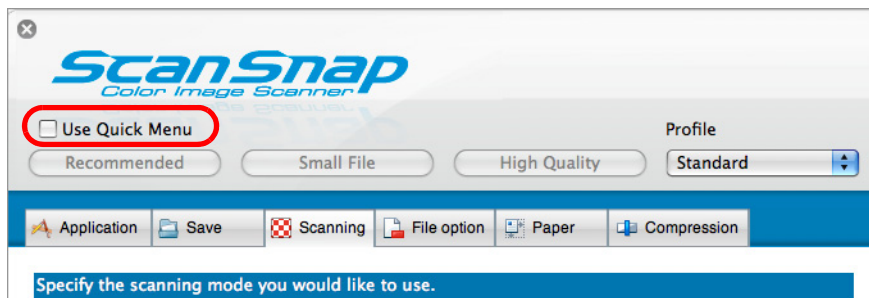 ScanSnap
Color Image Scanner
Use Quick Menu
Profile
Recommended Small File High Quality Standard
Application Save Scanning File option Paper Compression
Specify the scanning mode you would like to use.